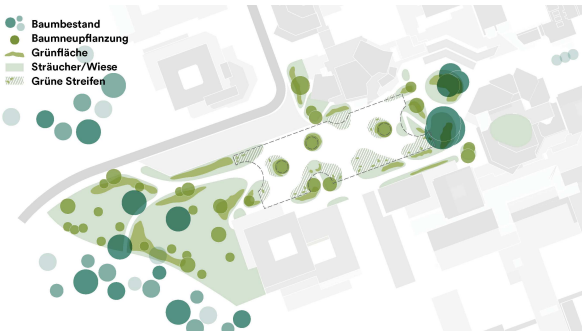 Baumbestand
Baumneupflanzung
Grünfläche
Sträucher/Wiese
Grüne Streifen